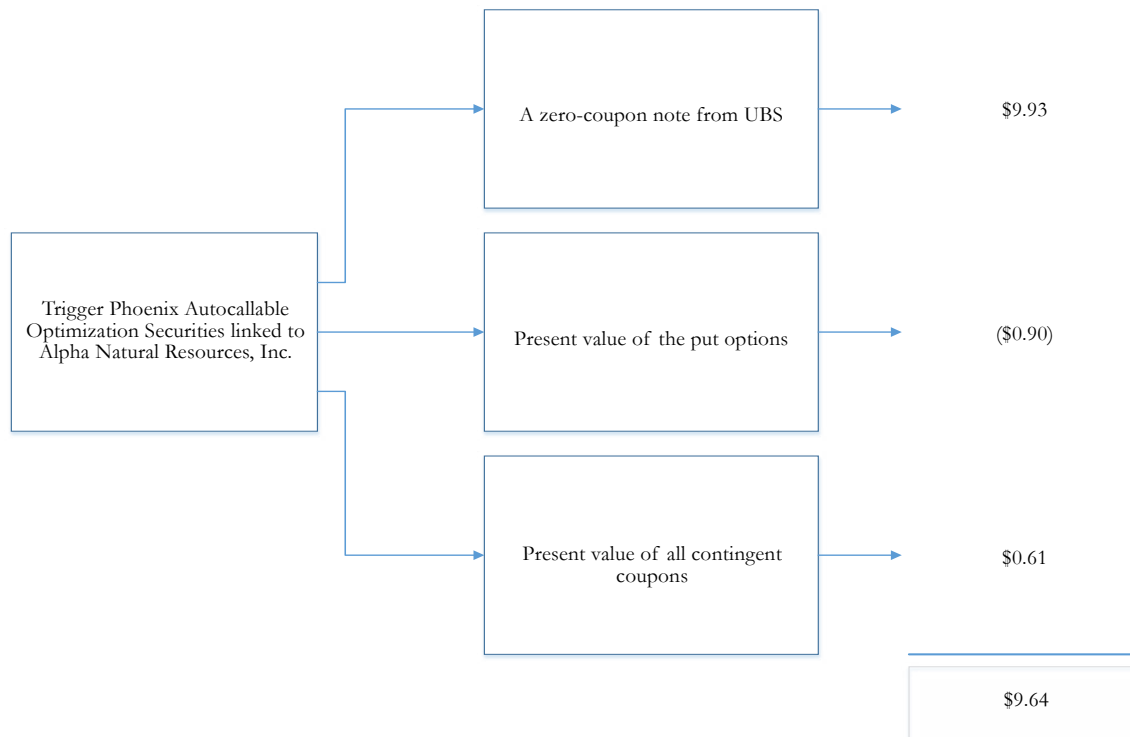 A zero-coupon note from UBS
$9.93
Trigger Phoenix Autocallable
Optimization Securities linked to
Alpha Natural Resources, Inc.
Present value of the put options
($0.90)
Present value of all contingent
coupons
$0.61
$9.64